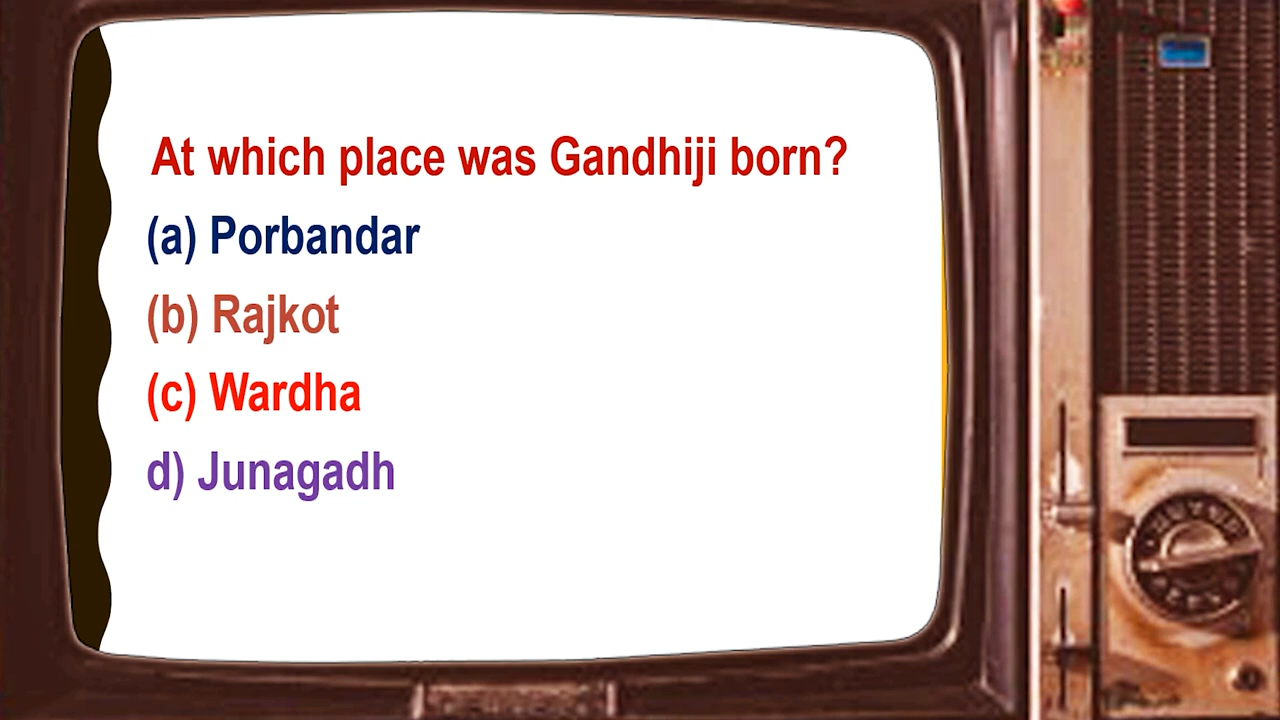 At which place was Gandhiji born?
(a) Porbandar
(b) Rajkot
(c) Wardha
d) Junagadh